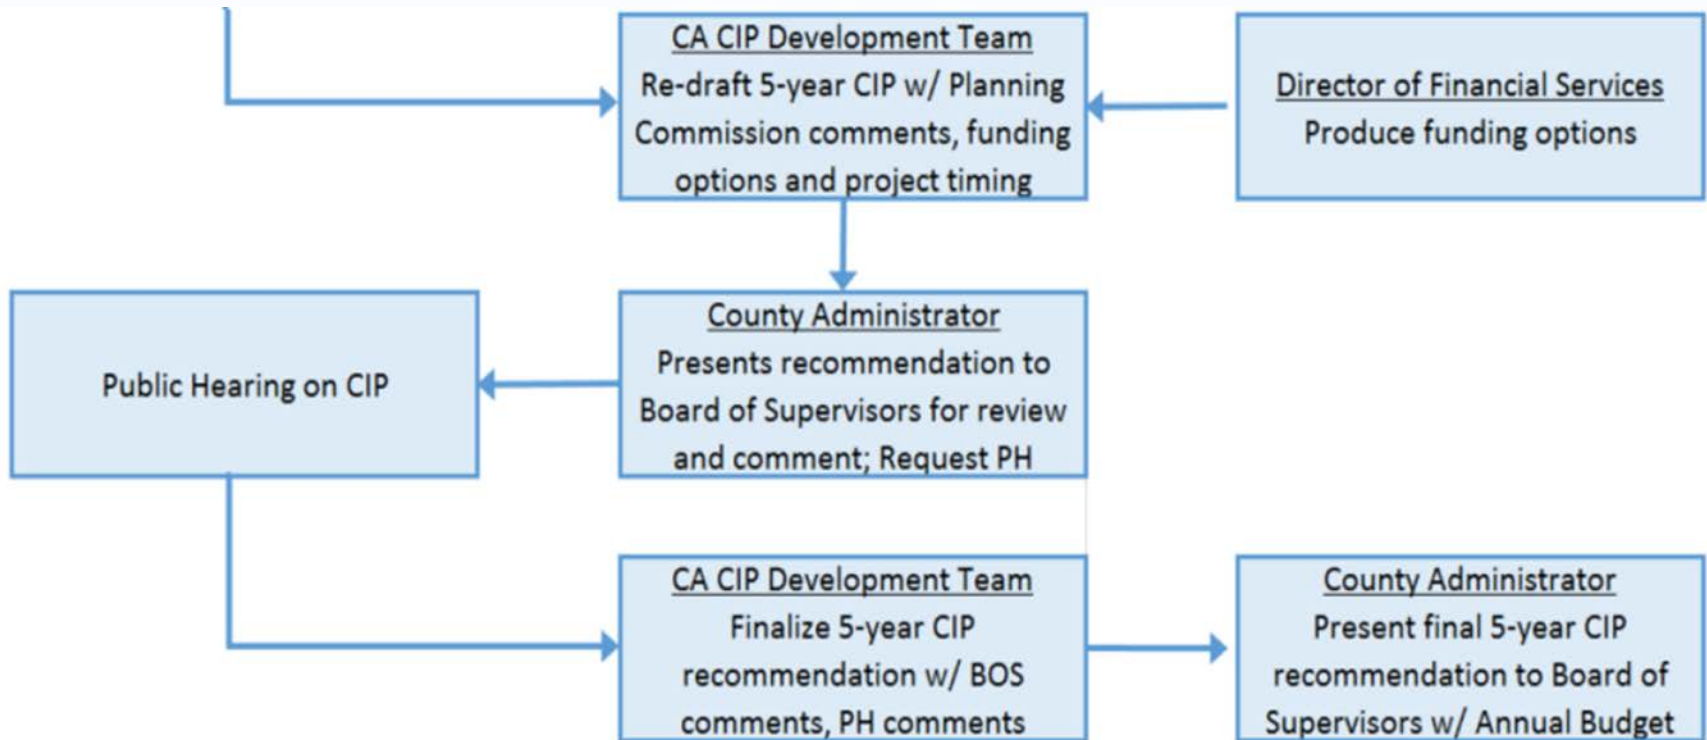 CA CIP Development Team
Re-draft 5-year CIP w/ Planning
Commission comments, funding
options and project timing
Director of Financial Services
Produce funding options
Public Hearing on CIP
County Administrator
Presents recommendation to
Board of Supervisors for review
and comment; Request PH
CA CIP Development Team
Finalize 5-year CIP
recommendation w/ BOS
comments, PH comments
County Administrator
Present final 5-year CIP
recommendation to Board of
Supervisors w/ Annual Budget